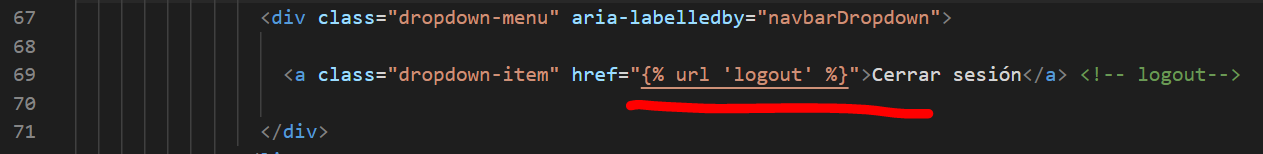 67 <div class="dropdown-menu" aria-labelledby="navbarDropdown">
68
69 <a class="dropdown-item" href="{% url 'logout' %}">Cerrar sesión</a> <!-- logout-->
70
71 </div>